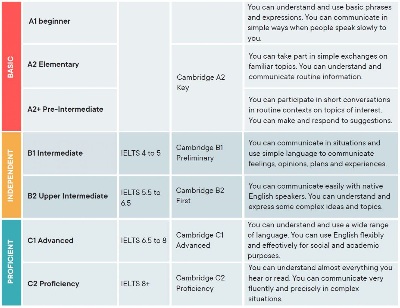 BASIC
A1 beginner
You can understand and use basic phrases
and expressions. You can communicate in
simple ways when people speak slowly to
you.
A2 Elementary
Cambridge A2
Key
You can take part in simple exchanges on
familiar topics. You can understand and
communicate routine information.
A2+ Pre-Intermediate
You can participate in short conversations
in routine contexts on topics of interest.
You can make and respond to suggestions.
INDEPENDENT
B1 Intermediate
IELTS 4 to 5
Cambridge B1
Preliminary
You can communicate in situations and
use simple language to communicate
feelings, opinions, plans and experiences.
B2 Upper Intermediate
IELTS 5.5 to
6.5
Cambridge B2
First
You can communicate easily with native
English speakers. You can understand and
express some complex ideas and topics.
PROFICIENT
C1 Advanced
IELTS 6.5 to 8
Cambridge C1
Advanced
You can understand and use a wide range
of language. You can use English flexibly
and effectively for social and academic
purposes.
C2 Proficiency
IELTS 8+
Cambridge C2
Proficiency
You can understand almost everything you
hear or read. You can communicate very
fluently and precisely in complex
situations.